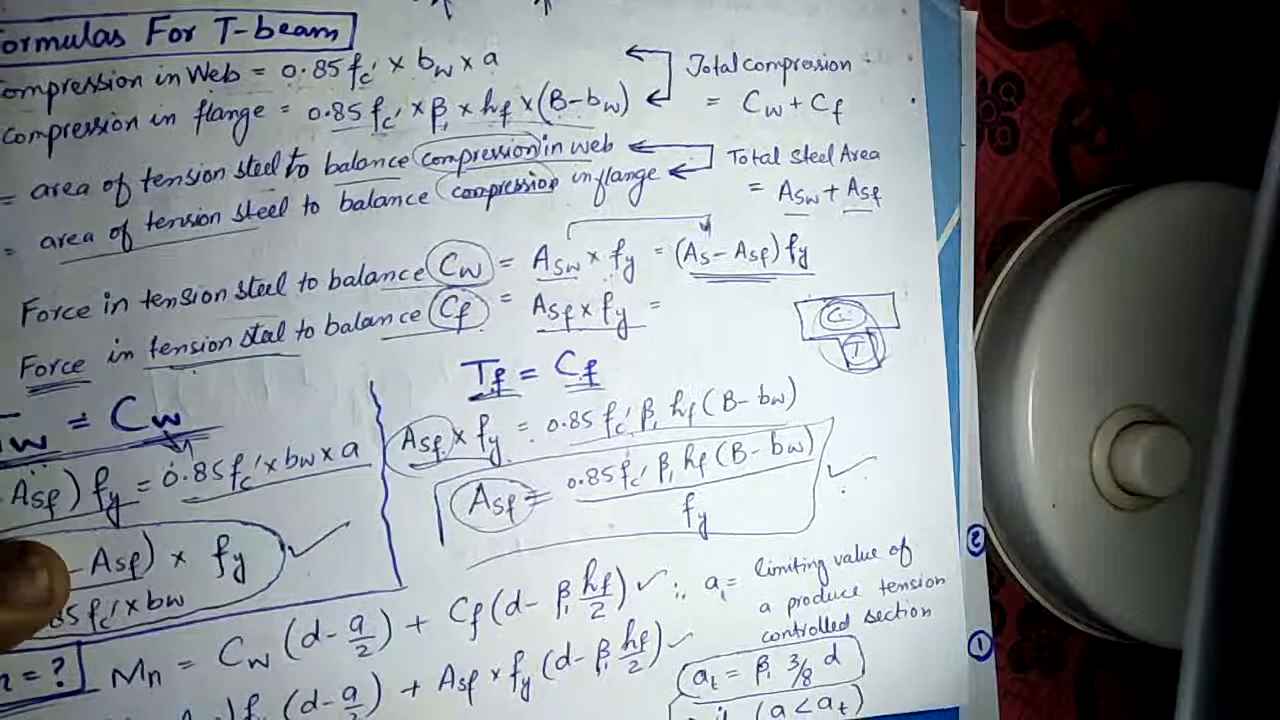 ormulas For T-beam
ompression in Web = 0.85 fc' × bw × a
compression in flange = 0.85 fc' × β₁ × hf × (B - bw)
Total compression :
= Cw + Cf
= area of tension steel to balance compression in web
= area of tension steel to balance compression in flange
Total Steel Area
= Asw + Asf
Force in tension steel to balance Cw = Asw × fy = (As - Asf) fy
Force in tension steel to balance Cf = Asf × fy =
Tw = Cw
Asf) fy = 0.85 fc' × bw × a
- Asf) × fy
85 fc' × bw
Tf = Cf
Asf × fy = 0.85 fc' β₁ hf (B - bw)
Asf = 0.85 fc' β₁ hf (B - bw)
fy
n = ?
Mn = Cw (d - a/2) + Cf (d - β₁ hf/2)
(d - a/2) + Asf × fy (d - β₁ hf/2)
∴ at = limiting value of
a produce tension
controlled section
at = β₁ 3/8 d
(a < at)
2
1